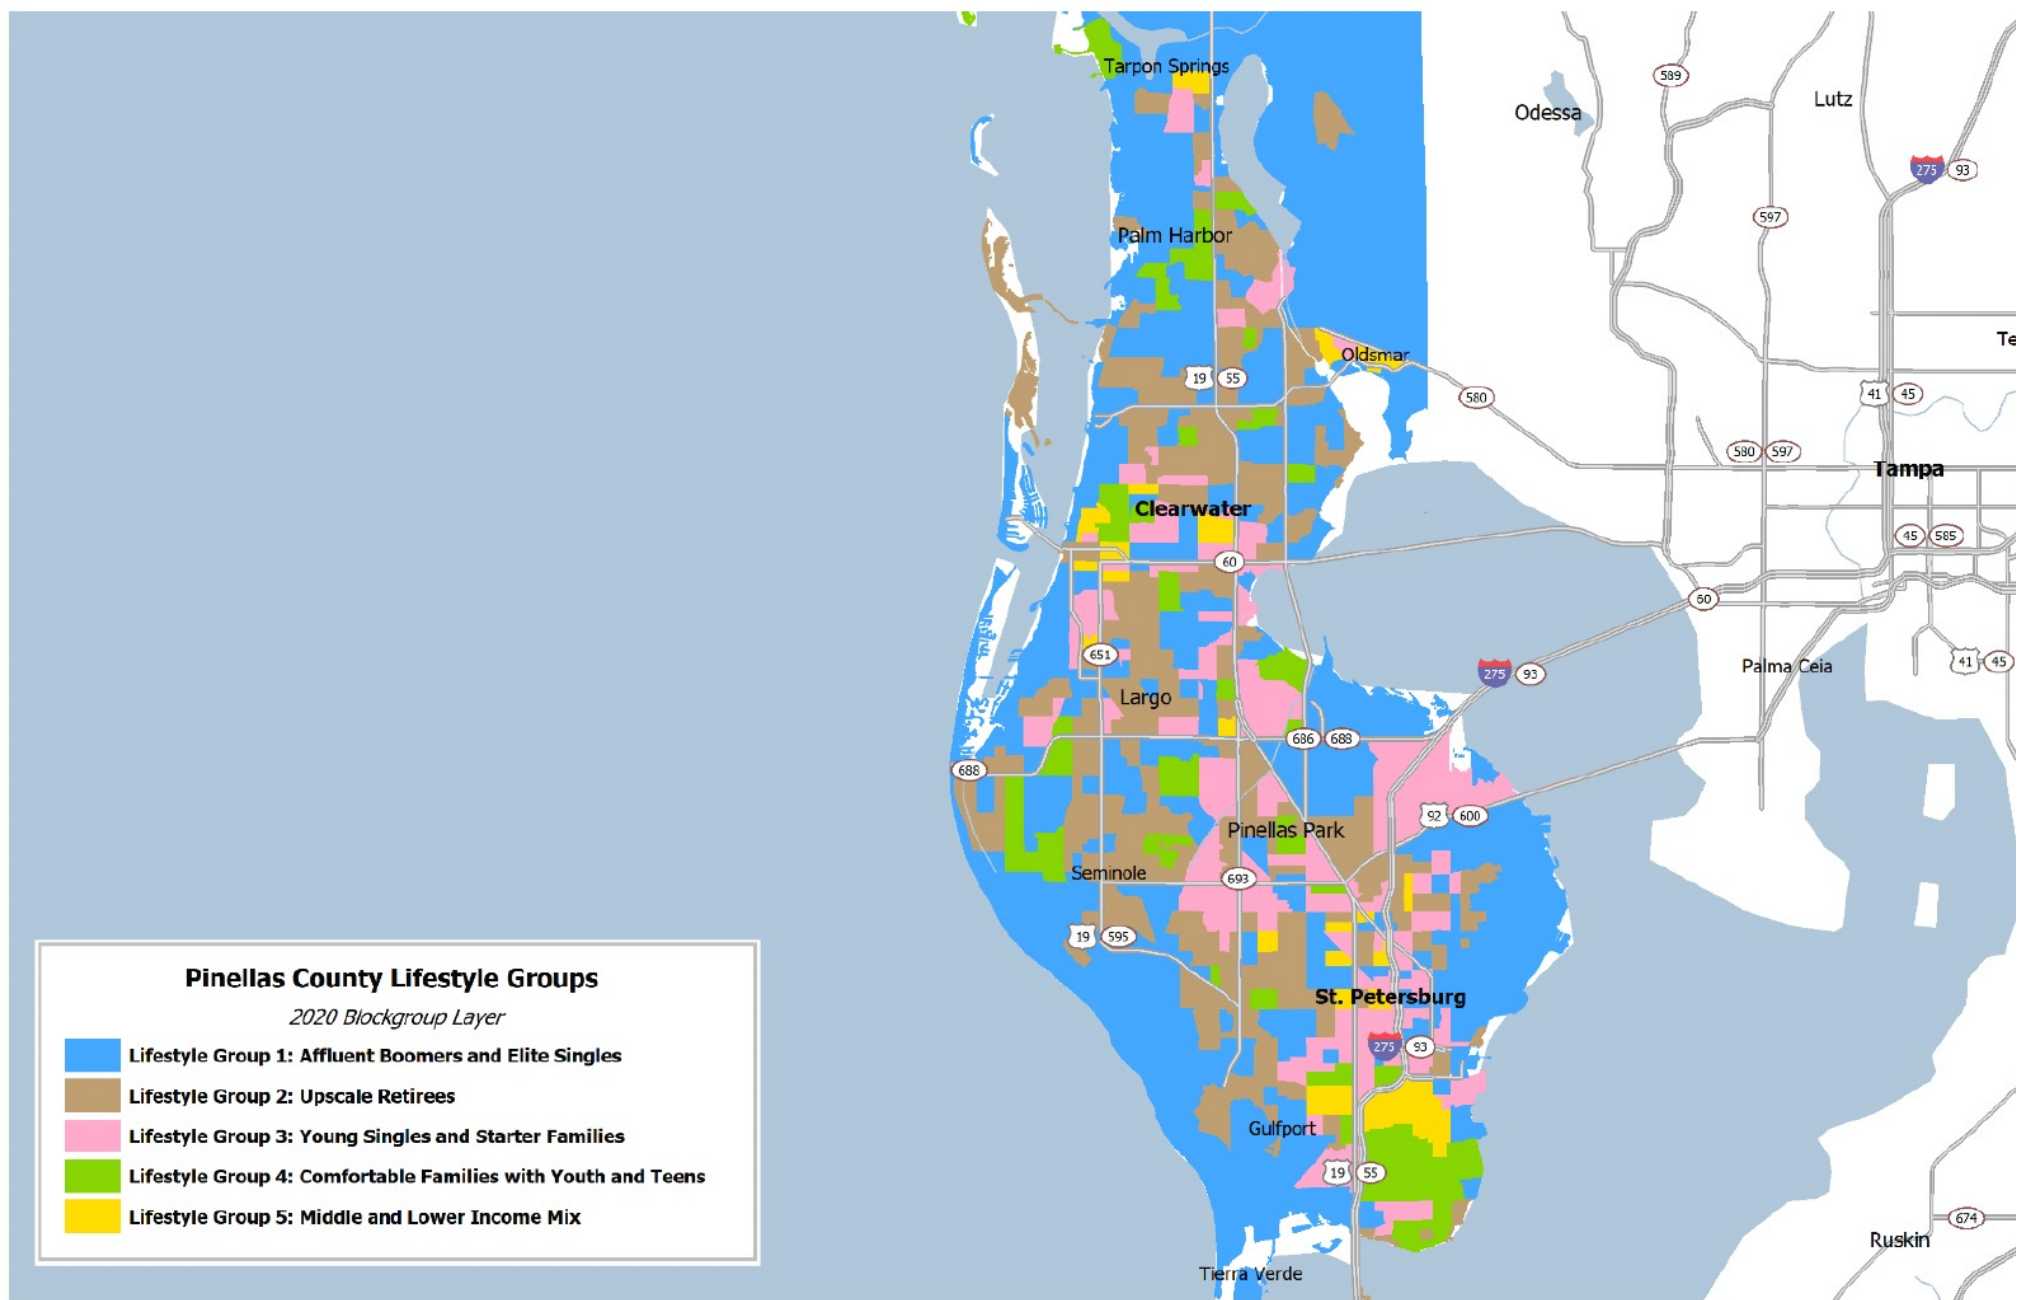 Tarpon Springs
589
Lutz
Odessa
275
93
597
Palm Harbor
Te
Oldsmar
19
55
580
41
45
580
597
Tampa
Clearwater
45
585
60
60
651
275
93
Palma Ceia
41
45
Largo
686
688
688
92
600
Pinellas Park
Seminole
693
19
595
St. Petersburg
275
93
Gulfport
19
55
674
Ruskin
Tierra Verde
Pinellas County Lifestyle Groups
2020 Blockgroup Layer
Lifestyle Group 1: Affluent Boomers and Elite Singles
Lifestyle Group 2: Upscale Retirees
Lifestyle Group 3: Young Singles and Starter Families
Lifestyle Group 4: Comfortable Families with Youth and Teens
Lifestyle Group 5: Middle and Lower Income Mix